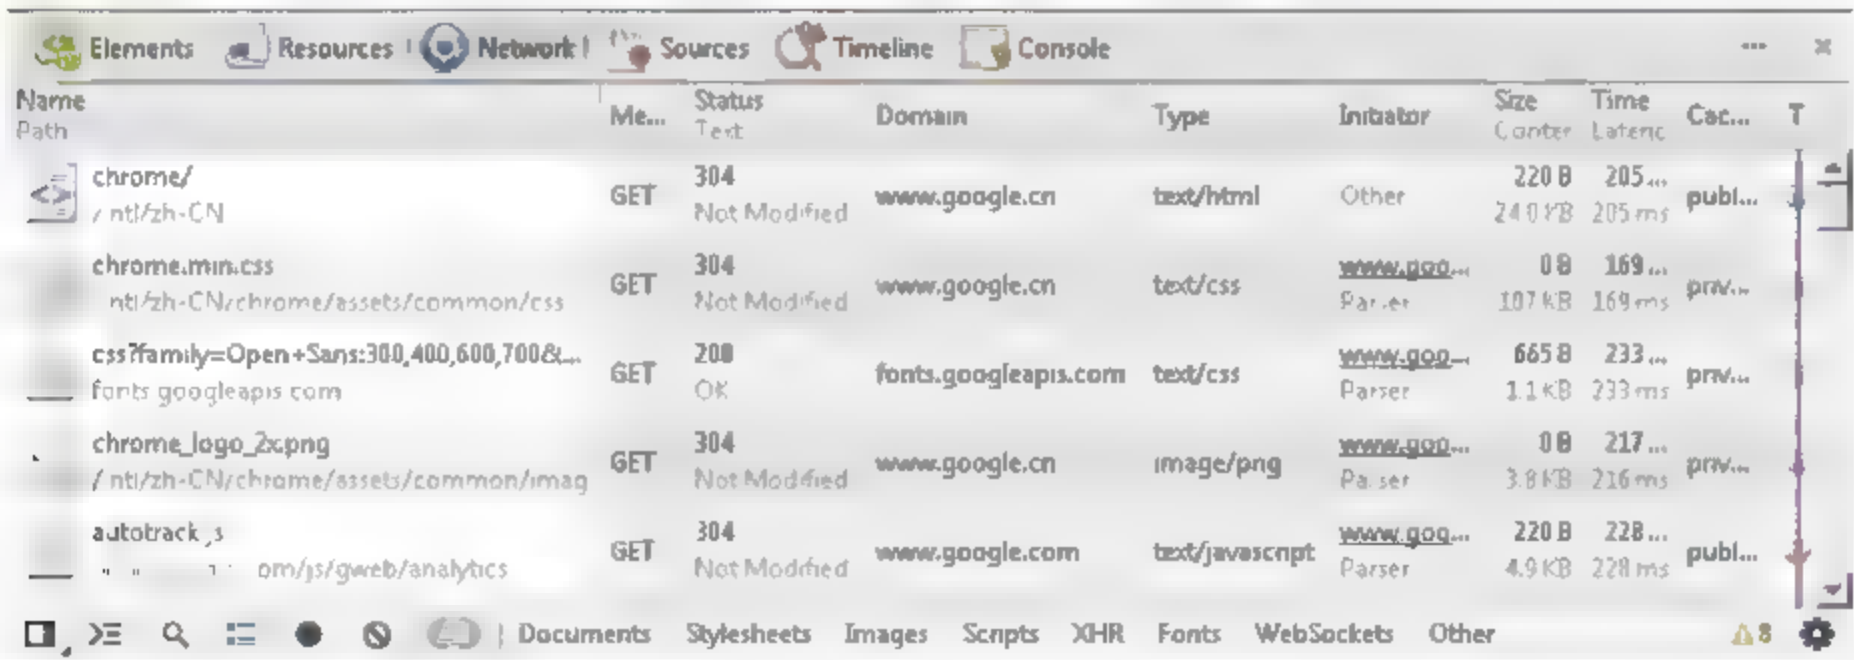 Elements Resources Network Sources Timeline Console ... ×
Name Me... Status Domain Type Initiator Size Time Cac... T
Path Text Latenc
chrome/ GET 304 www.google.cn text/html Other 220 B 205... publ...
/ ntl/zh-CN Not Modified 24.0 KB 205 ms
chrome.min.css GET 304 www.google.cn text/css www.goo... 0 B 169... priv...
ntl/zh-CN/chrome/assets/common/css Not Modified Parser 107 KB 169 ms
css?family=Open+Sans:300,400,600,700&... GET 200 fonts.googleapis.com text/css www.goo... 665 B 233... priv...
fonts.googleapis.com OK Parser 1.1 KB 233 ms
chrome_logo_2x.png GET 304 www.google.cn image/png www.goo... 0 B 217... priv...
/ ntl/zh-CN/chrome/assets/common/imag Not Modified Parser 3.8 KB 216 ms
autotrack.js GET 304 www.google.com text/javascript www.goo... 220 B 228... publ...
om/js/gweb/analytics Not Modified Parser 4.9 KB 228 ms
Documents Stylesheets Images Scripts XHR Fonts WebSockets Other 8